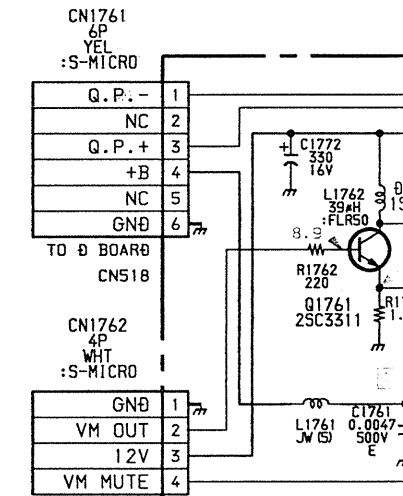 CN1761
6P
YEL
:S-MICRO
Q.P.- 1
NC 2
Q.P.+ 3
+B 4
NC 5
GND 6
TO D BOARD
CN518
CN1762
4P
WHT
:S-MICRO
GND 1
VM OUT 2
12V 3
VM MUTE 4
+ C1772
330
16V
L1762
39µH
:FLR50
8.9
R1762
220
Q1761
2SC3311
L1761
JW (5)
C1761
0.0047
500V
E